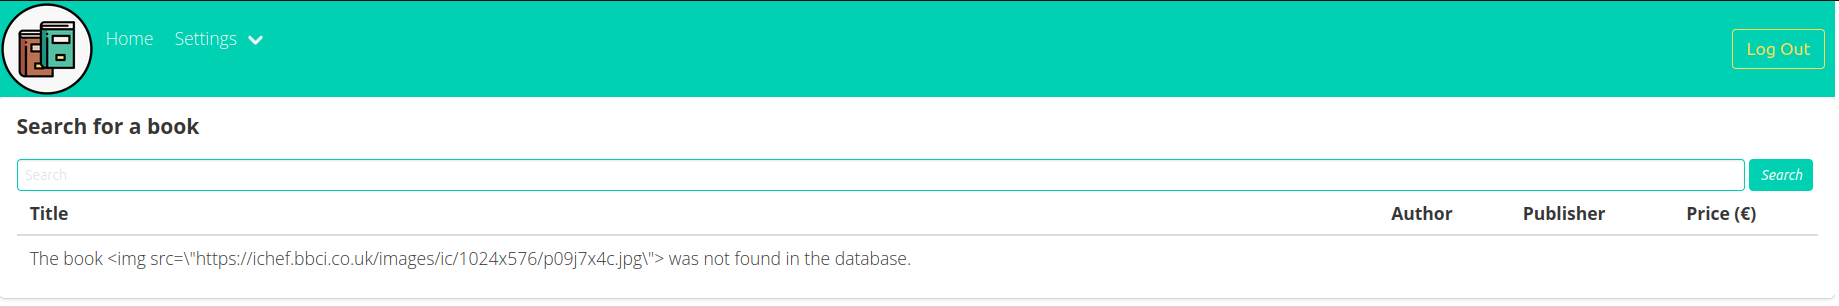 Home Settings
Log Out
Search for a book
Search Search
Title Author Publisher Price (€)
The book <img src=\"https://ichef.bbci.co.uk/images/ic/1024x576/p09j7x4c.jpg\"> was not found in the database.